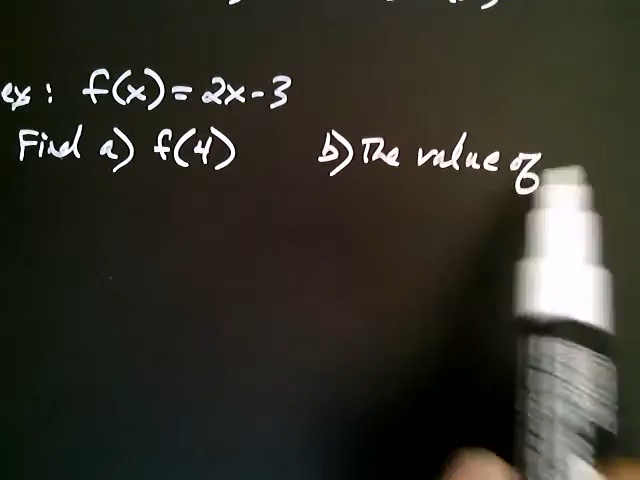 ex: f(x) = 2x - 3
Find a) f(4) b) The value of